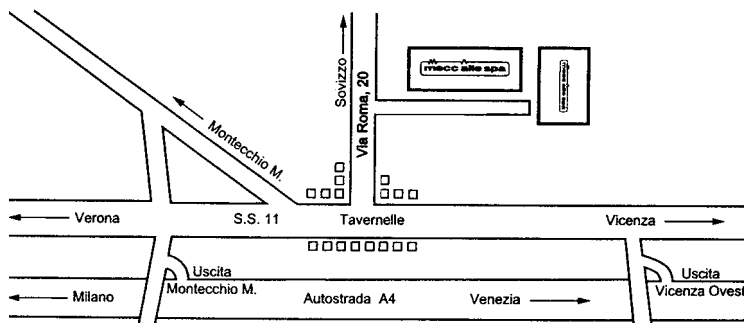 mecc alte spa
mecc alte spa
Sovizzo
Via Roma, 20
Montecchio M.
Verona
S.S. 11
Tavernelle
Vicenza
Uscita
Montecchio M.
Uscita
Vicenza Ovest
Milano
Autostrada A4
Venezia